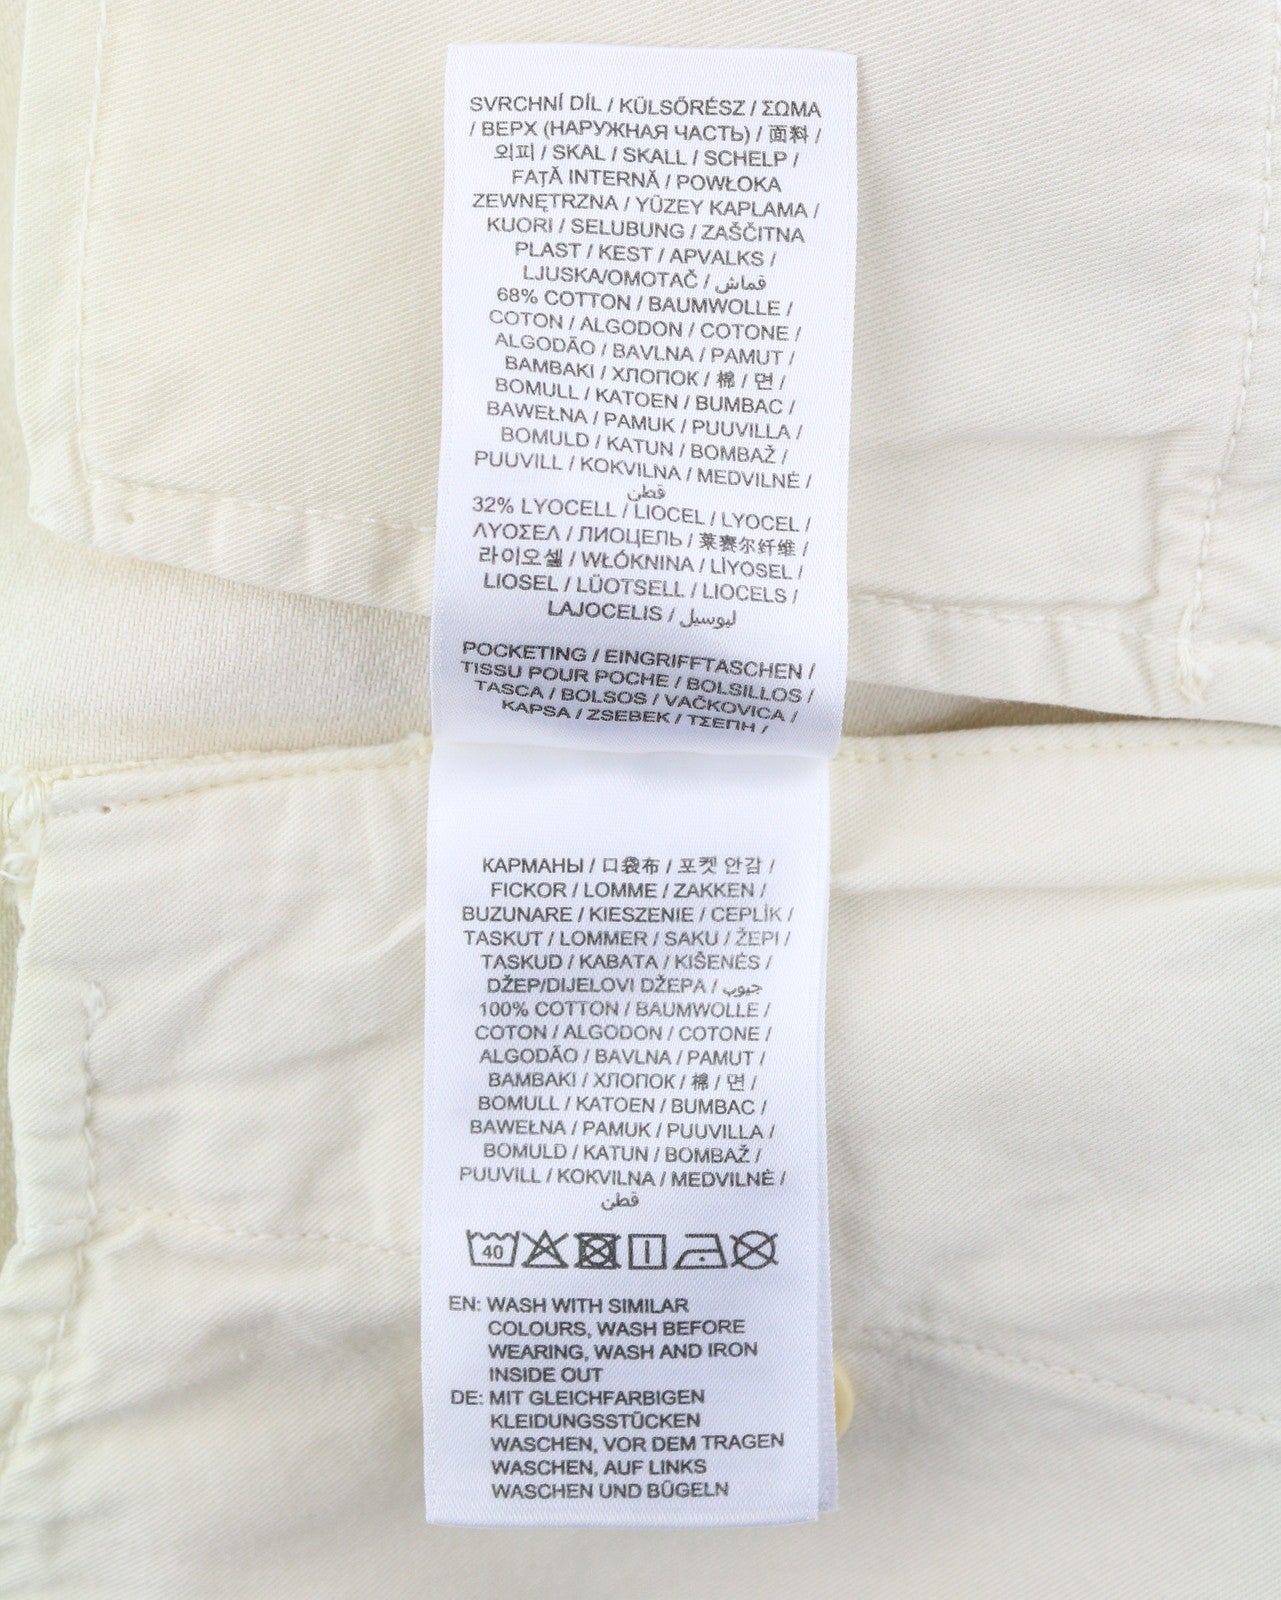 SVRCHNÍ DÍL / KÜLSŐRÉSZ / ΣΩΜΑ
/ ВЕРХ (НАРУЖНАЯ ЧАСТЬ) / 面料 /
외피 / SKAL / SKALL / SCHELP /
FAȚĂ INTERNĂ / POWŁOKA
ZEWNĘTRZNA / YÜZEY KAPLAMA /
KUORI / SELUBUNG / ZAŠČITNA
PLAST / KEST / APVALKS /
LJUSKA/OMOTAČ / قماش
68% COTTON / BAUMWOLLE /
COTON / ALGODON / COTONE /
ALGODÃO / BAVLNA / PAMUT /
BAMBAKI / ХЛОПОК / 棉 / 면 /
BOMULL / KATOEN / BUMBAC /
BAWEŁNA / PAMUK / PUUVILLA /
BOMULD / KATUN / BOMBAŽ /
PUUVILL / KOKVILNA / MEDVILNĖ /
قطن
32% LYOCELL / LIOCEL / LYOCEL /
ΛΥΟΣΕΛ / ЛИОЦЕЛЬ / 莱赛尔纤维 /
라이오셀 / WŁÓKNINA / LİYOSEL /
LIOSEL / LÜOTSELL / LIOCELS /
LAJOCELIS / ليوسيل
POCKETING / EINGRIFFTASCHEN /
TISSU POUR POCHE / BOLSILLOS /
TASCA / BOLSOS / VAČKOVICA /
KAPSA / ZSEBEK / ΤΣΕΠΗ /
КАРМАНЫ / 口袋布 / 포켓 안감 /
FICKOR / LOMME / ZAKKEN /
BUZUNARE / KIESZENIE / CEPLİK /
TASKUT / LOMMER / SAKU / ŽEPI /
TASKUD / KABATA / KIŠENĖS /
DŽEP/DIJELOVI DŽEPA / جيوب
100% COTTON / BAUMWOLLE /
COTON / ALGODON / COTONE /
ALGODÃO / BAVLNA / PAMUT /
BAMBAKI / ХЛОПОК / 棉 / 면 /
BOMULL / KATOEN / BUMBAC /
BAWEŁNA / PAMUK / PUUVILLA /
BOMULD / KATUN / BOMBAŽ /
PUUVILL / KOKVILNA / MEDVILNĖ /
قطن
40
EN: WASH WITH SIMILAR
COLOURS, WASH BEFORE
WEARING, WASH AND IRON
INSIDE OUT
DE: MIT GLEICHFARBIGEN
KLEIDUNGSSTÜCKEN
WASCHEN, VOR DEM TRAGEN
WASCHEN, AUF LINKS
WASCHEN UND BÜGELN